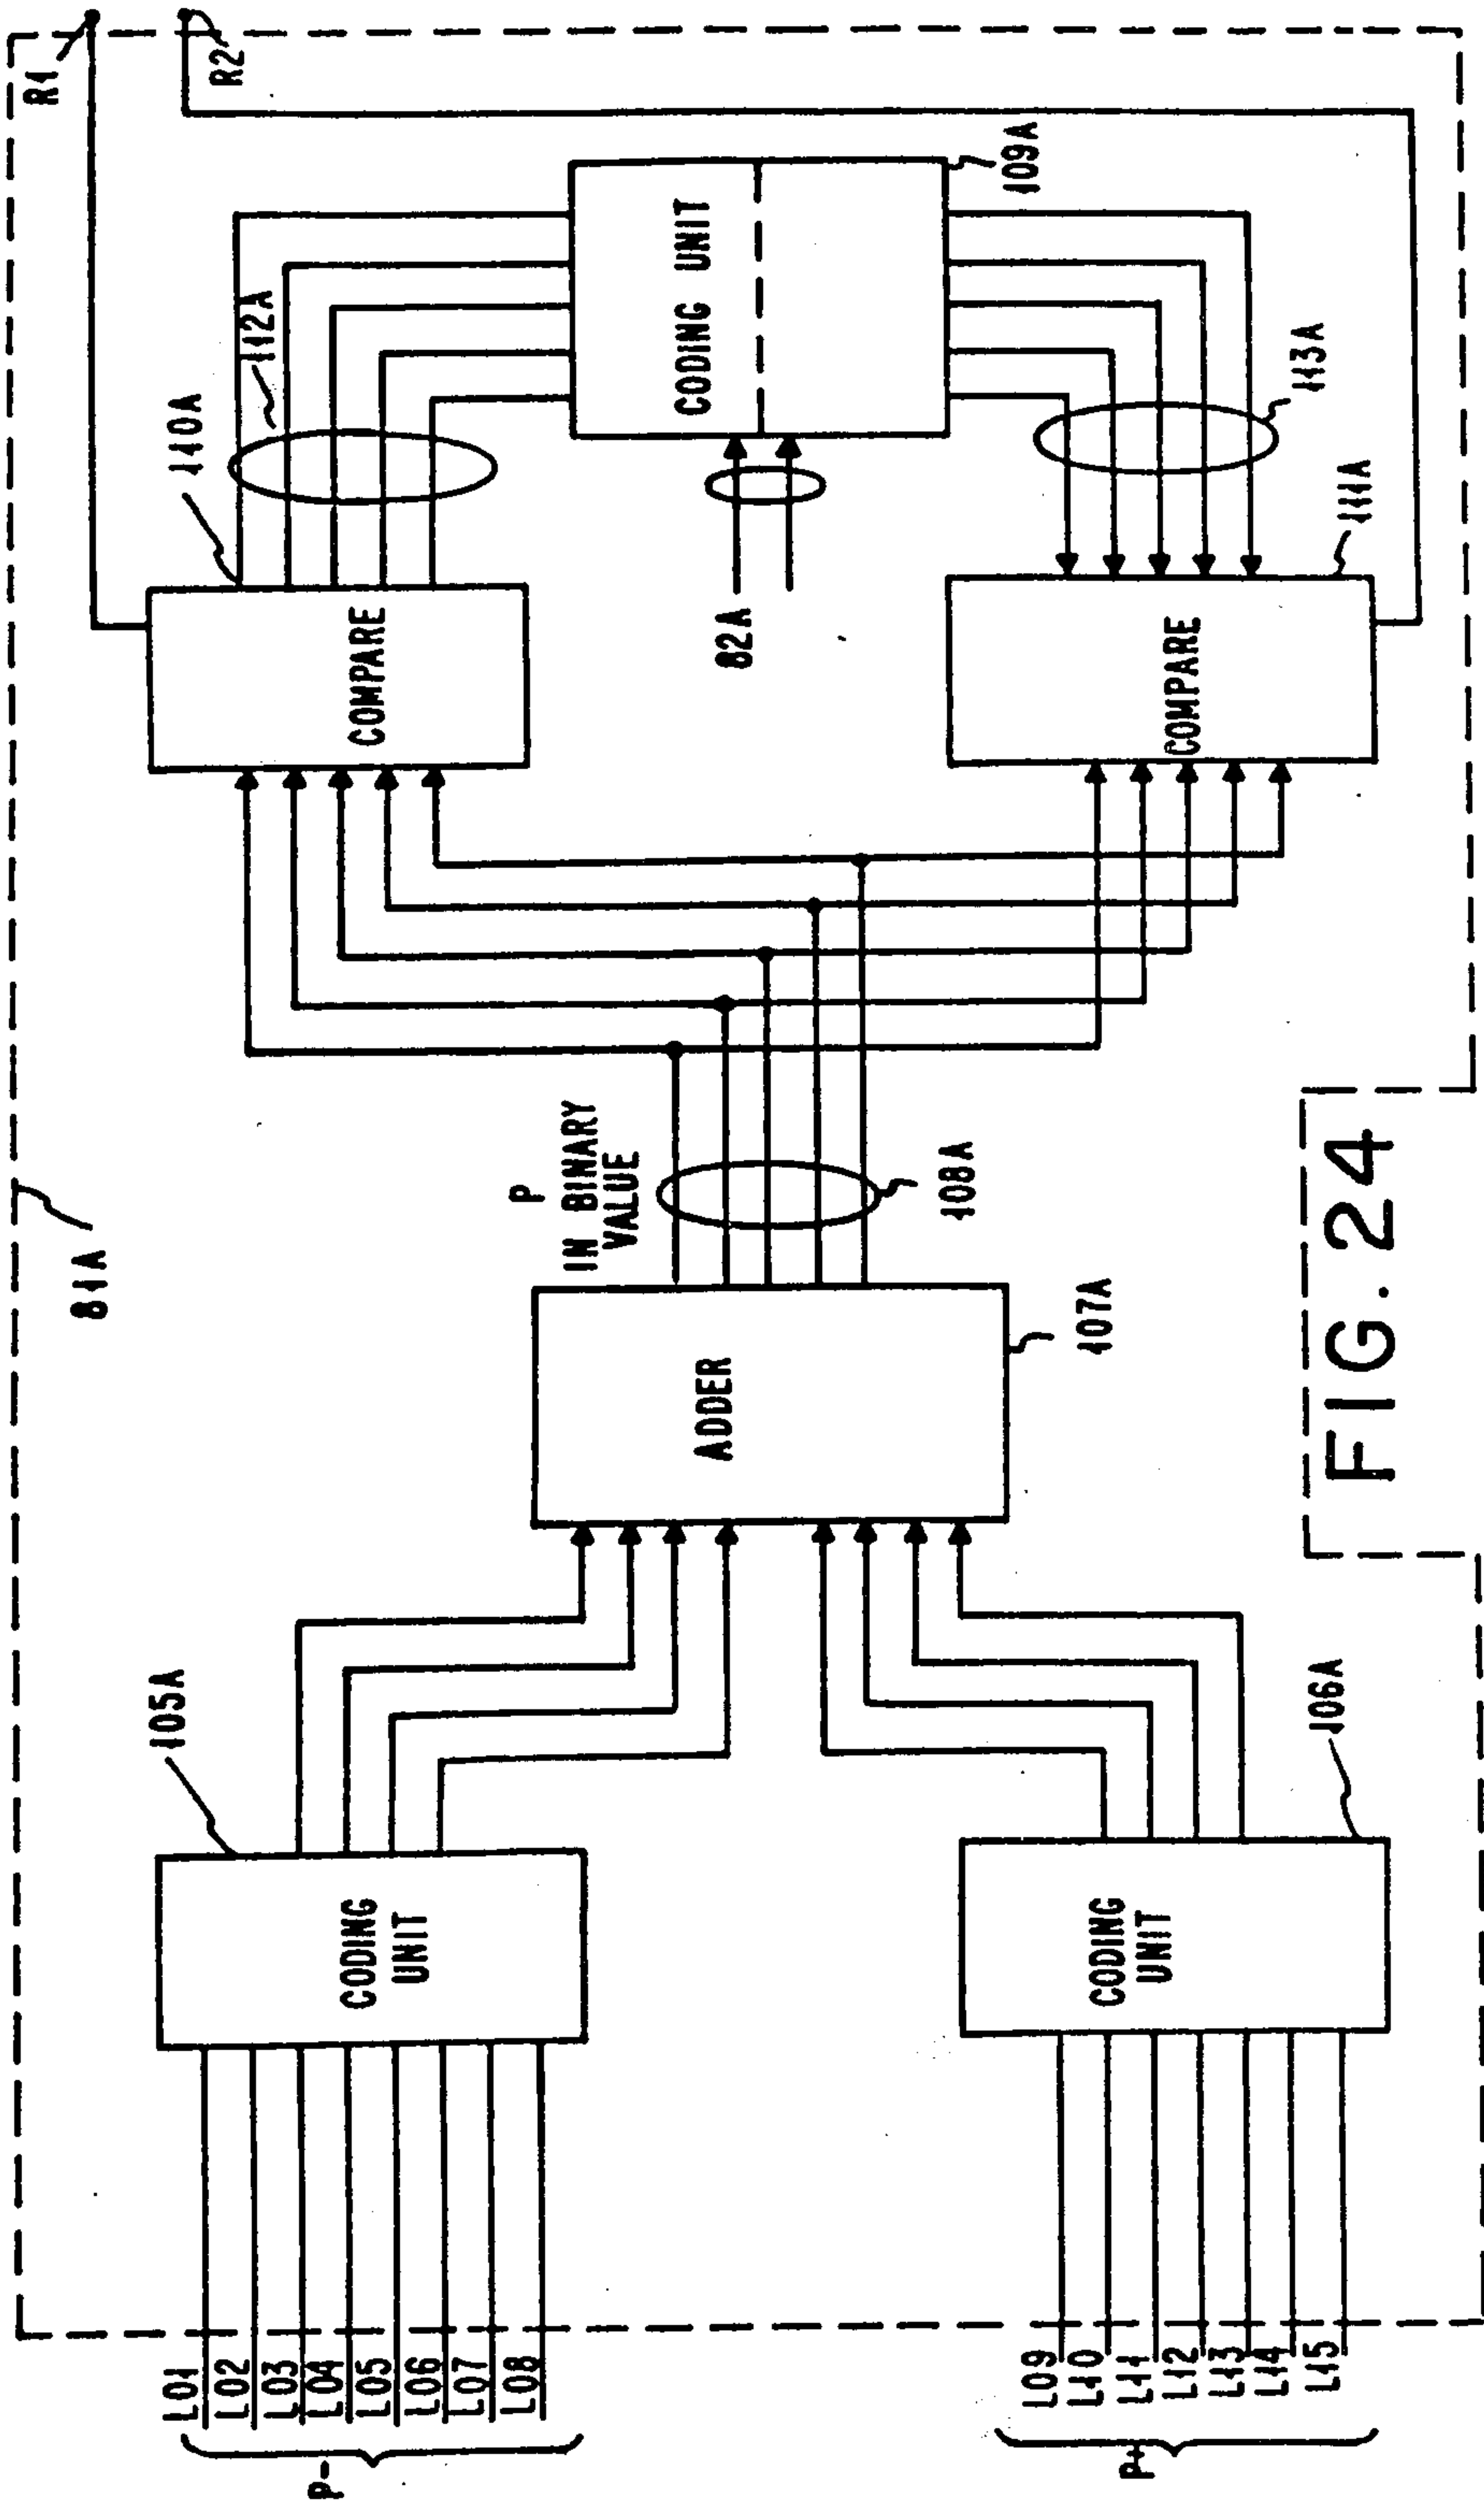 R1
R2
81A
110A
112A
COMPARE
CODING UNIT
109A
82A
113A
111A
COMPARE
P
IN BINARY
VALUE
108A
ADDER
107A
105A
CODING
UNIT
106A
CODING
UNIT
P-
L01
L02
L03
L04
L05
L06
L07
L08
P+
L09
L10
L11
L12
L13
L14
L15
FIG. 24